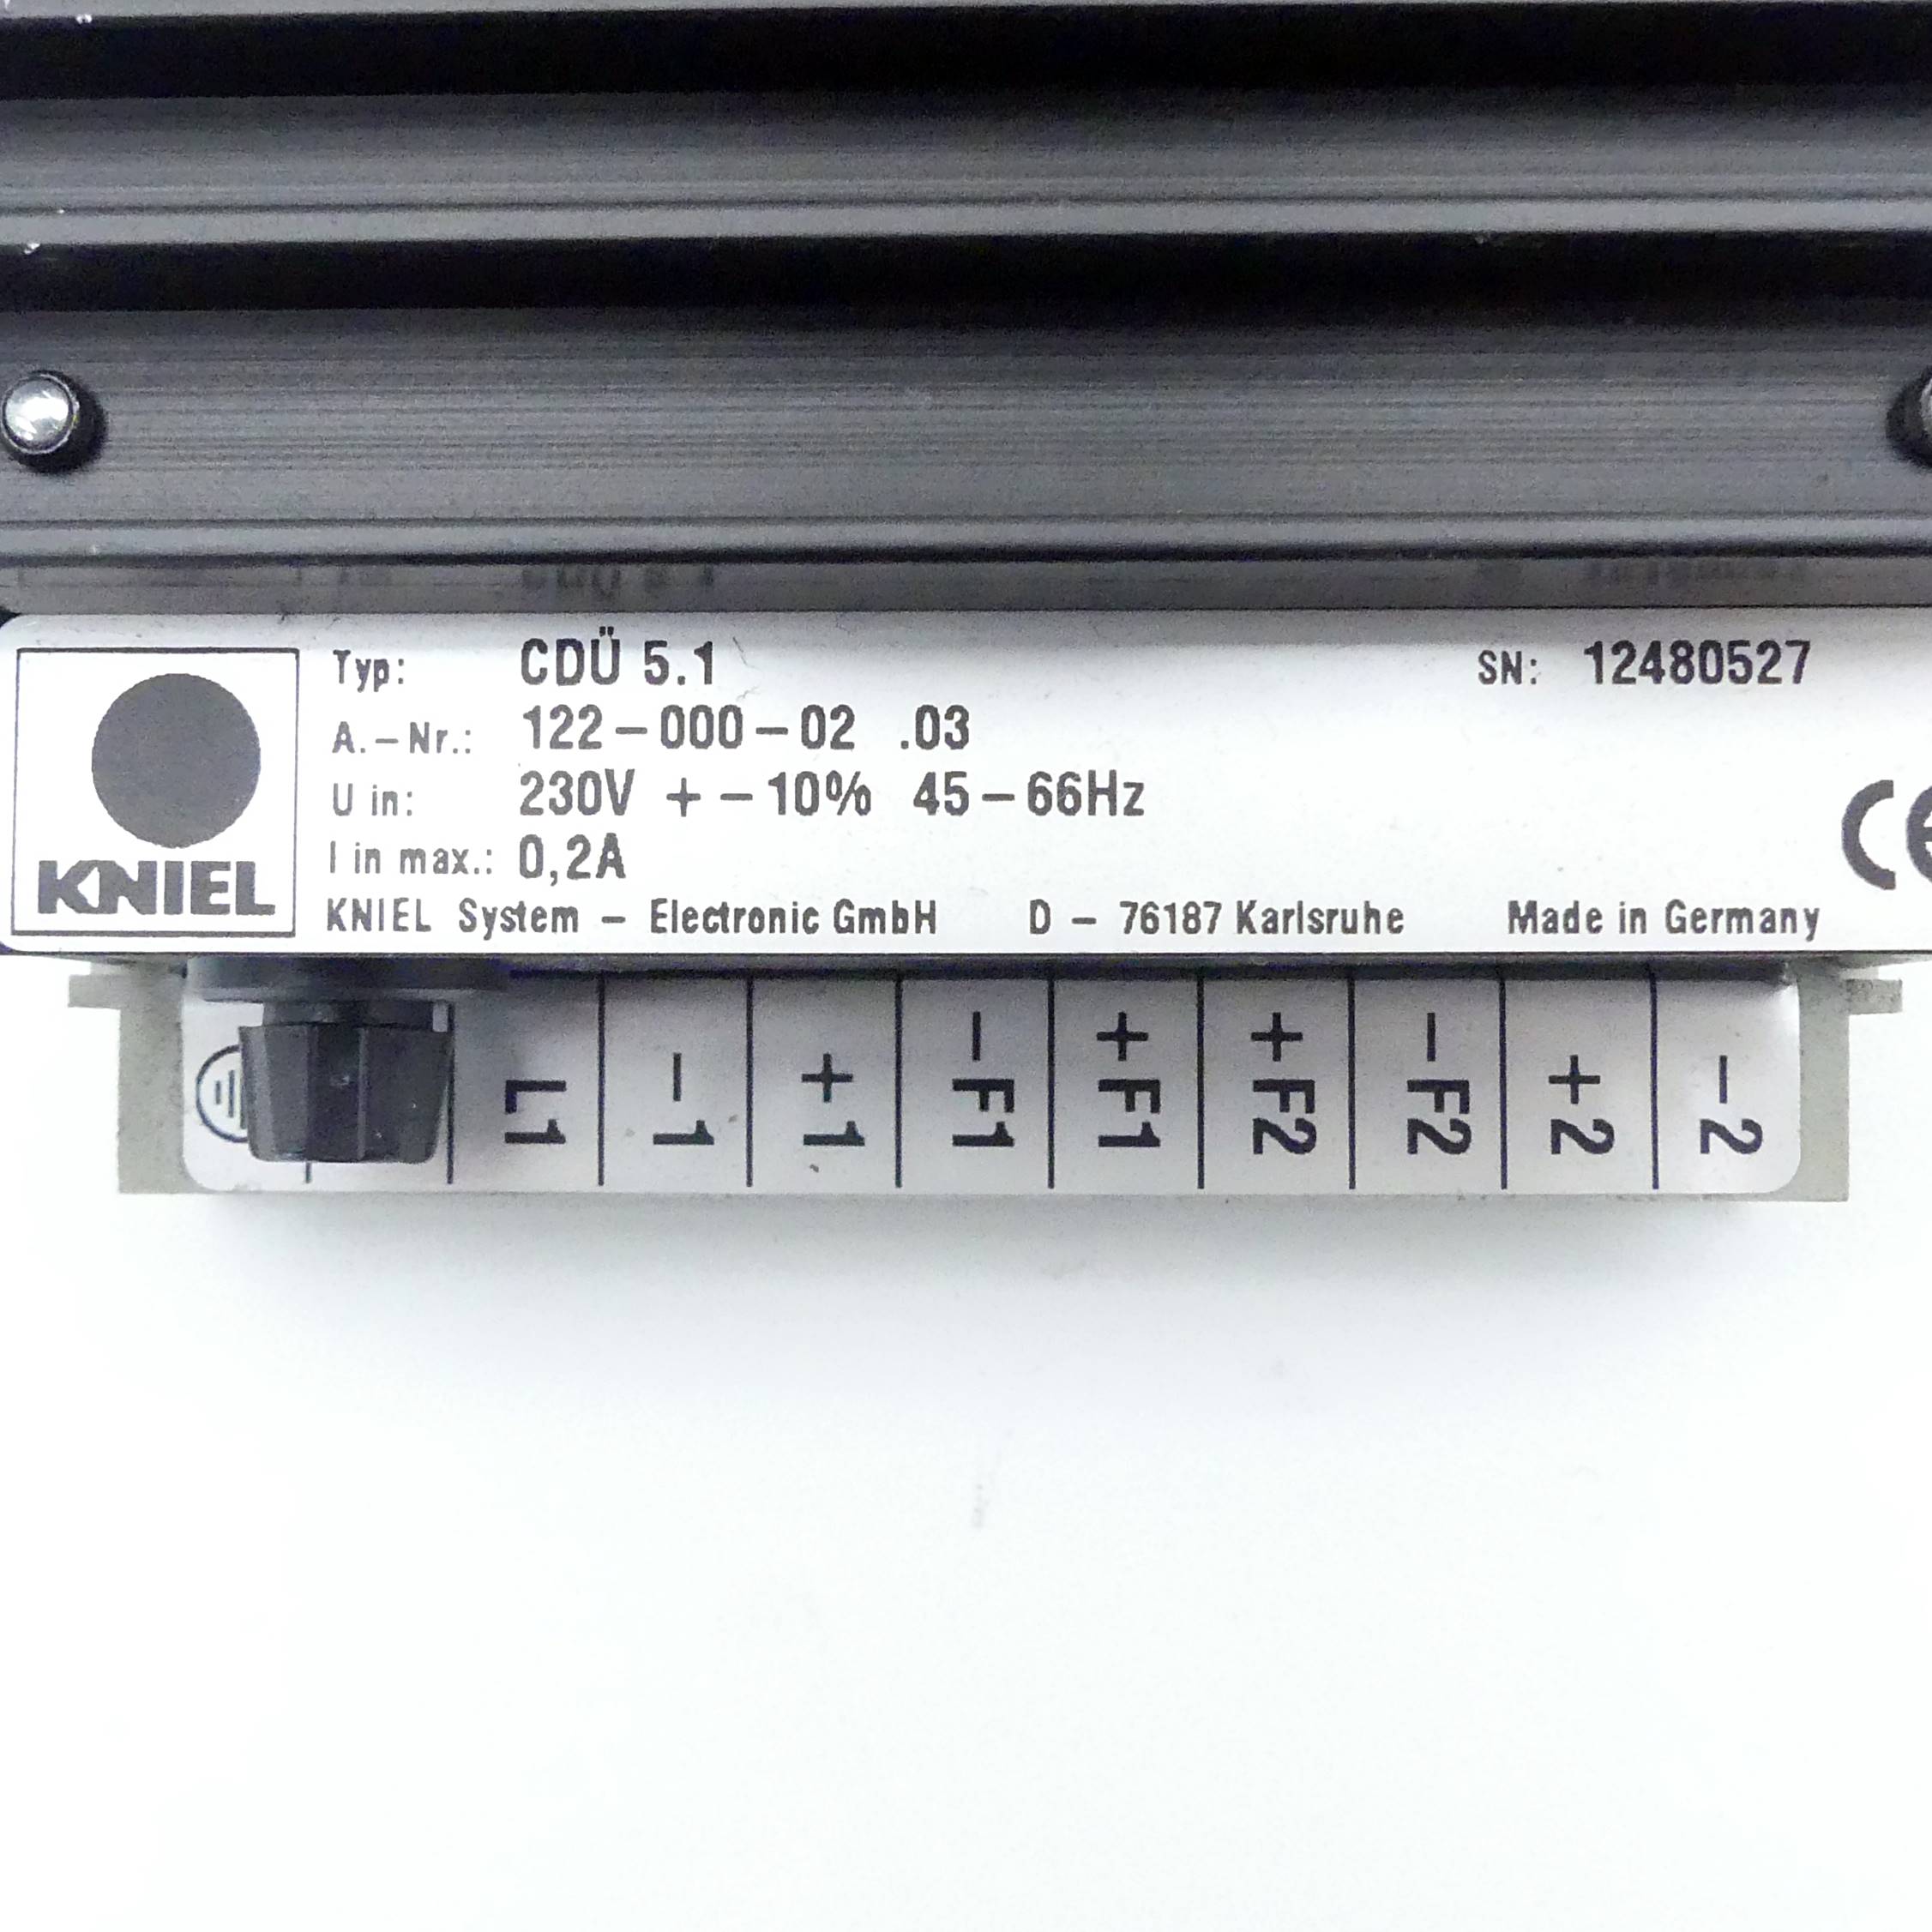 Typ: CDÜ 5.1 SN: 12480527
A.-Nr.: 122-000-02 .03
U in: 230V +-10% 45-66Hz
I in max.: 0,2A
KNIEL
KNIEL System - Electronic GmbH D - 76187 Karlsruhe Made in Germany
CE
L1
-1
+1
-F1
+F1
+F2
-F2
+2
-2